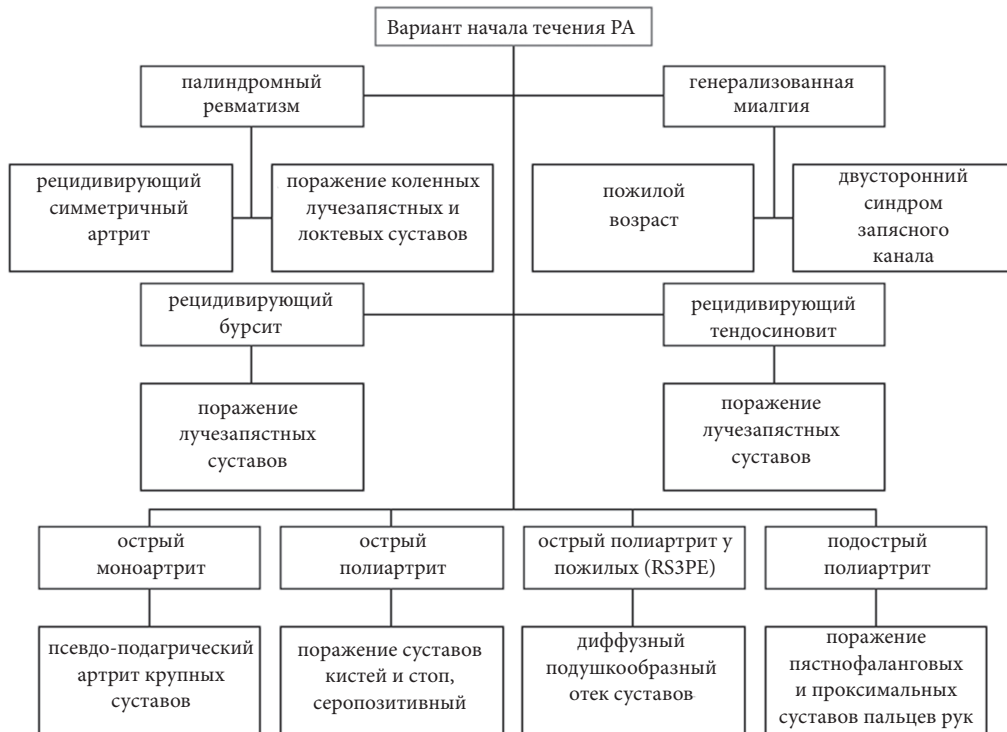 Вариант начала течения РА
палиндромный
ревматизм
генерализованная
миалгия
рецидивирующий
симметричный
артрит
поражение коленных
лучезапястных и
локтевых суставов
пожилой
возраст
двусторонний
синдром
запясного
канала
рецидивирующий
бурсит
рецидивирующий
тендосиновит
поражение
лучезапястных
суставов
поражение
лучезапястных
суставов
острый
моноартрит
острый
полиартрит
острый полиартрит у
пожилых (RS3PE)
подострый
полиартрит
псевдо-подагрический
артрит крупных
суставов
поражение суставов
кистей и стоп,
серопозитивный
диффузный
подушкообразный
отек суставов
поражение
пястнофаланговых
и проксимальных
суставов пальцев рук